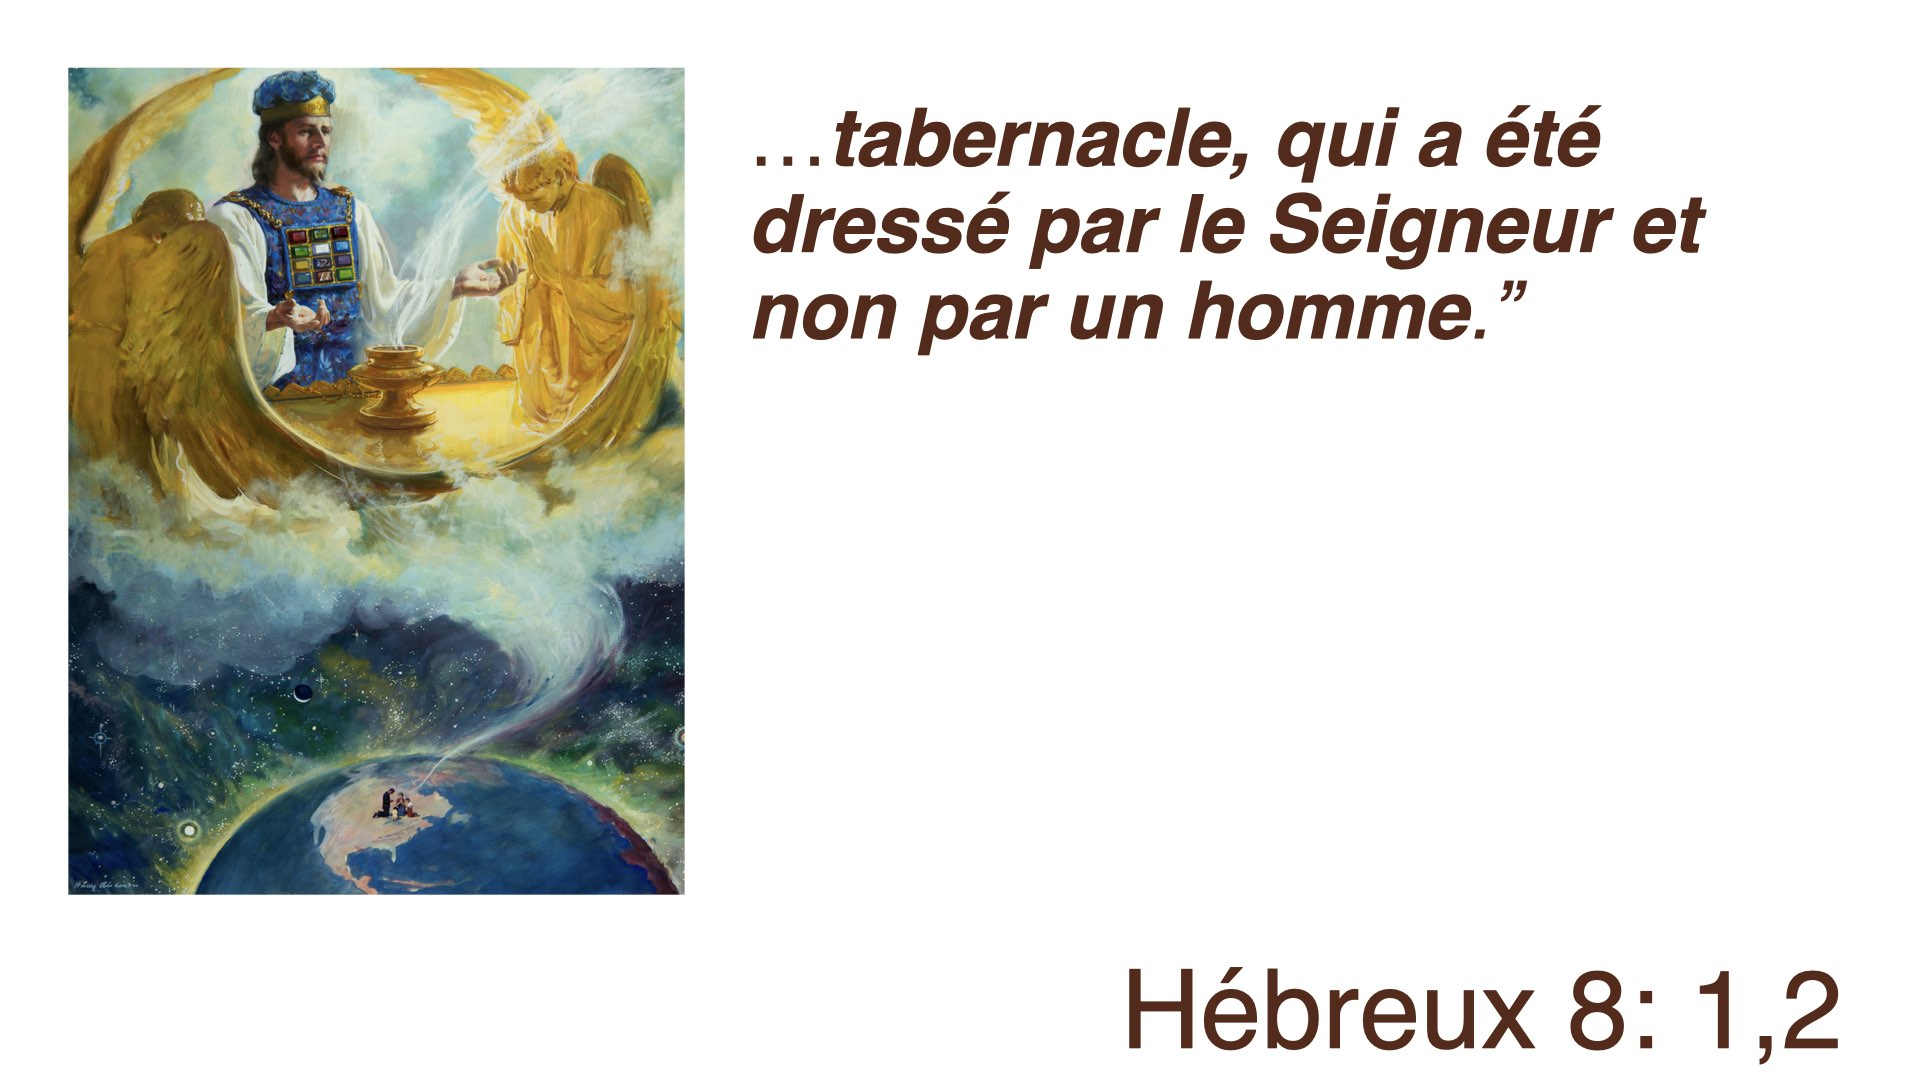 …tabernacle, qui a été
dressé par le Seigneur et
non par un homme.”
Hébreux 8: 1,2